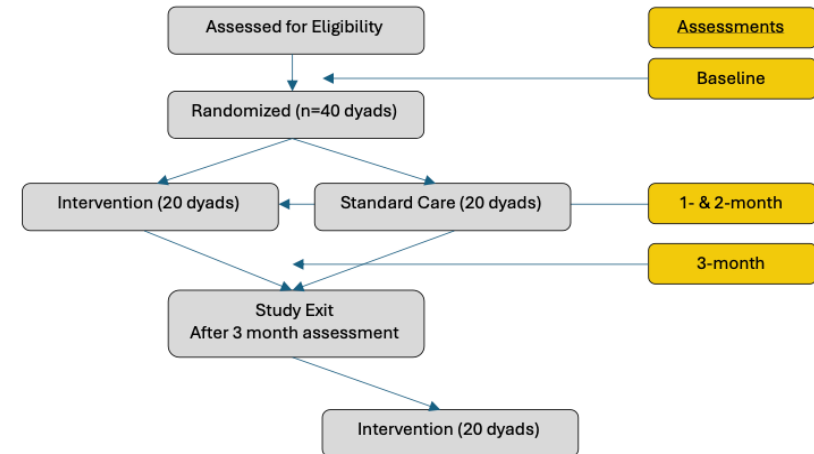 Assessed for Eligibility
Assessments
Baseline
Randomized (n=40 dyads)
Intervention (20 dyads)
Standard Care (20 dyads)
1- & 2-month
3-month
Study Exit
After 3 month assessment
Intervention (20 dyads)